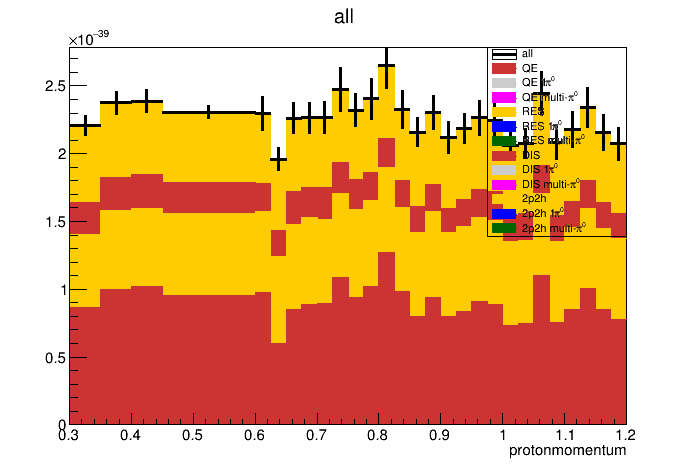 all
×10⁻³⁹
all
QE
QE 1π⁰
QE multi-π⁰
RES
RES 1π⁰
RES multi-π⁰
DIS
DIS 1π⁰
DIS multi-π⁰
2p2h
2p2h 1π⁰
2p2h multi-π⁰
2.5
2
1.5
1
0.5
0
0.3 0.4 0.5 0.6 0.7 0.8 0.9 1 1.1 1.2
protonmomentum